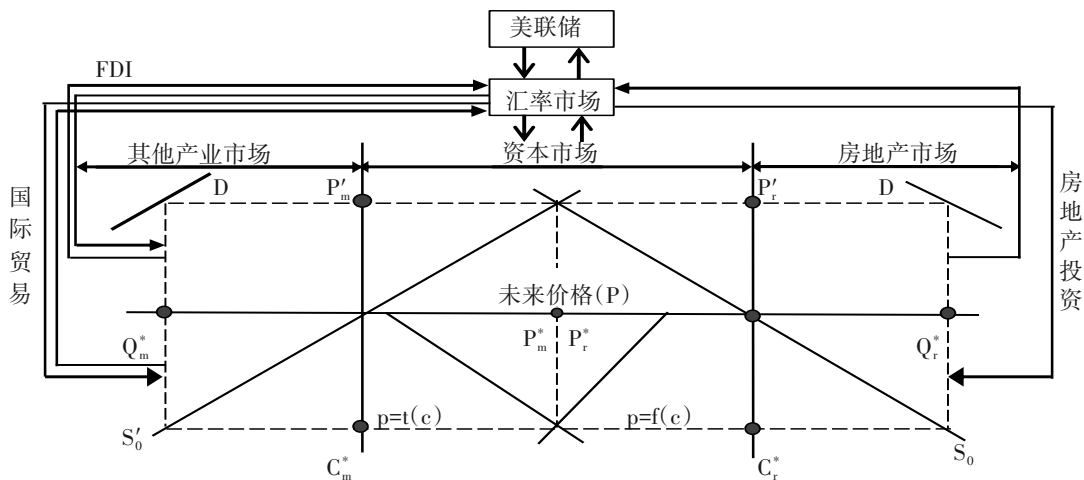 美联储
FDI
汇率市场
其他产业市场
资本市场
房地产市场
国际贸易
房地产投资
D
P′ₘ
P′ᵣ
D
未来价格(P)
Q*ₘ
P*ₘ
P*ᵣ
Q*ᵣ
p=t(c)
p=f(c)
S′₀
C*ₘ
C*ᵣ
S₀